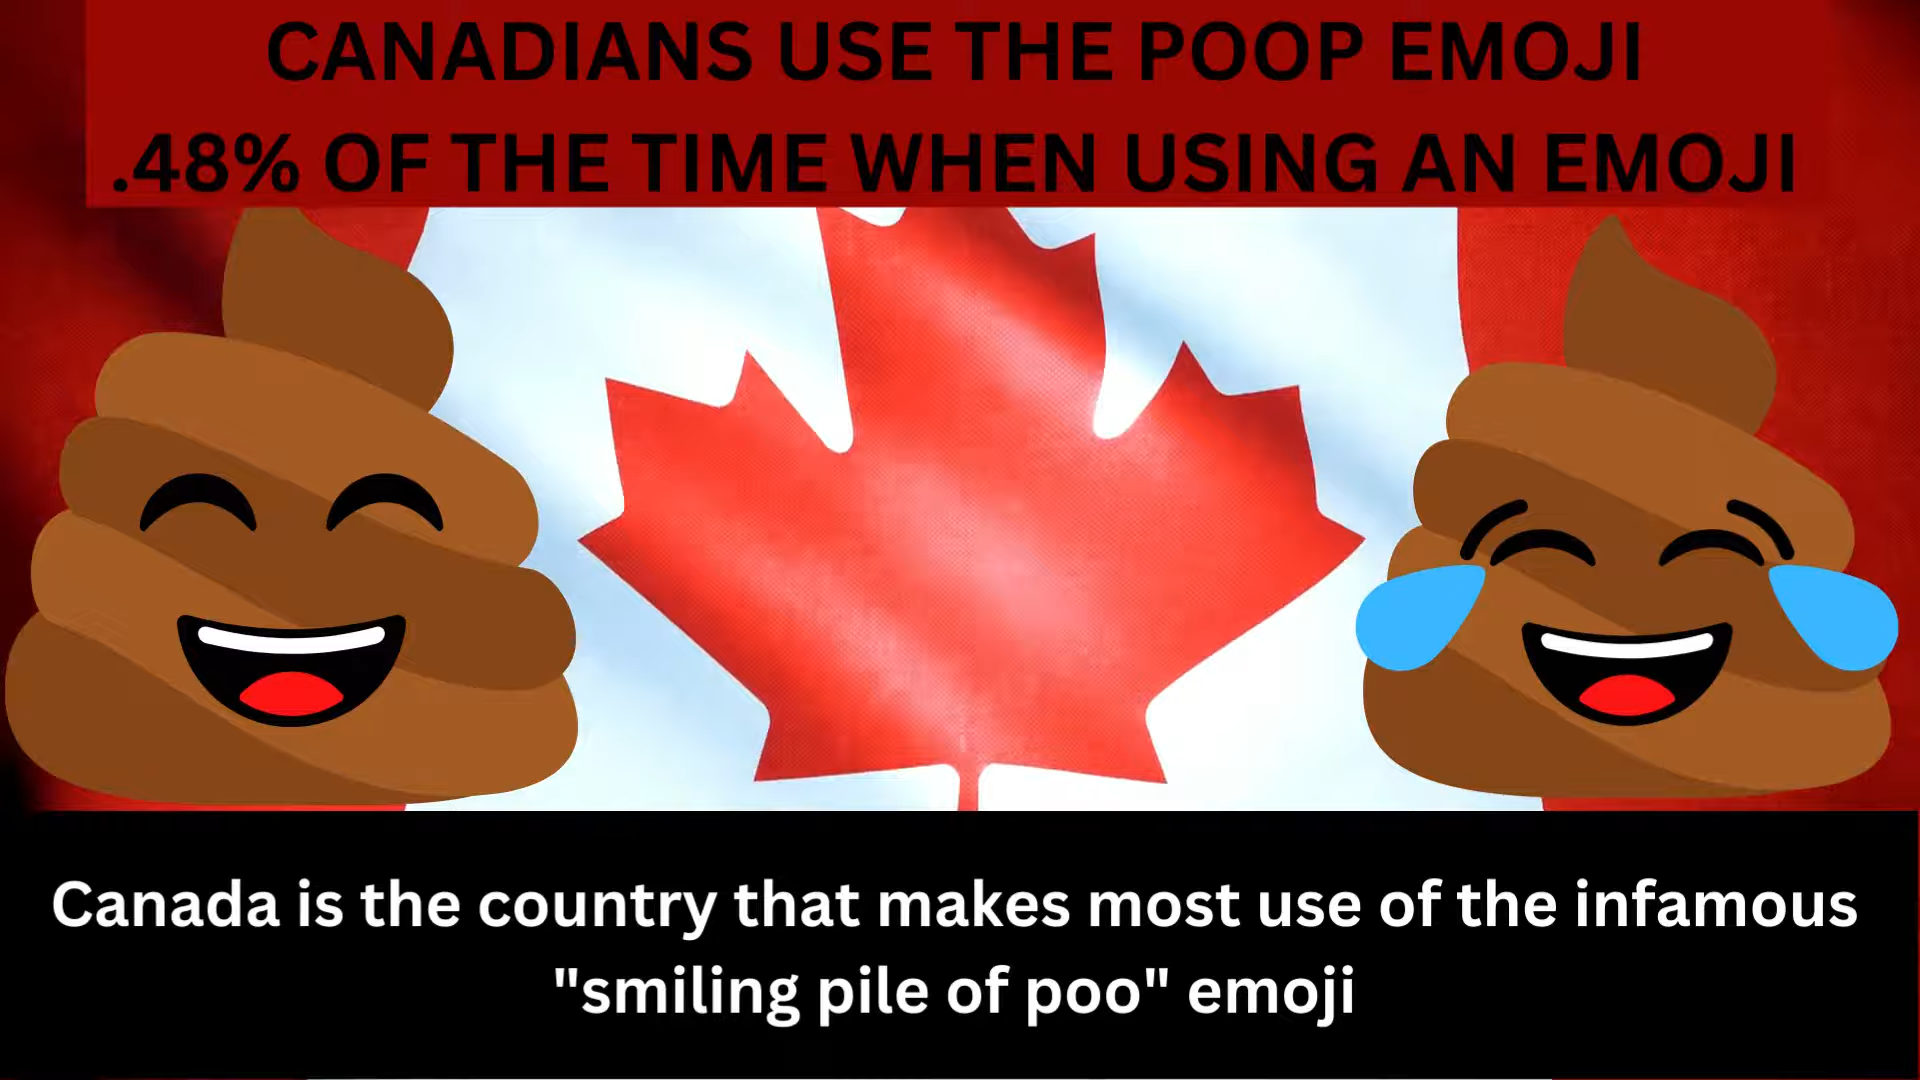 CANADIANS USE THE POOP EMOJI
.48% OF THE TIME WHEN USING AN EMOJI
Canada is the country that makes most use of the infamous
"smiling pile of poo" emoji